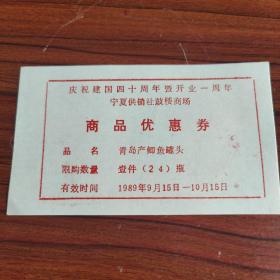 庆祝建国四十周年暨开业一周年
宁夏供销社鼓楼商场
商品优惠券
品名 青岛产鲫鱼罐头
限购数量 壹件（24）瓶
有效时间 1989年9月15日—10月15日